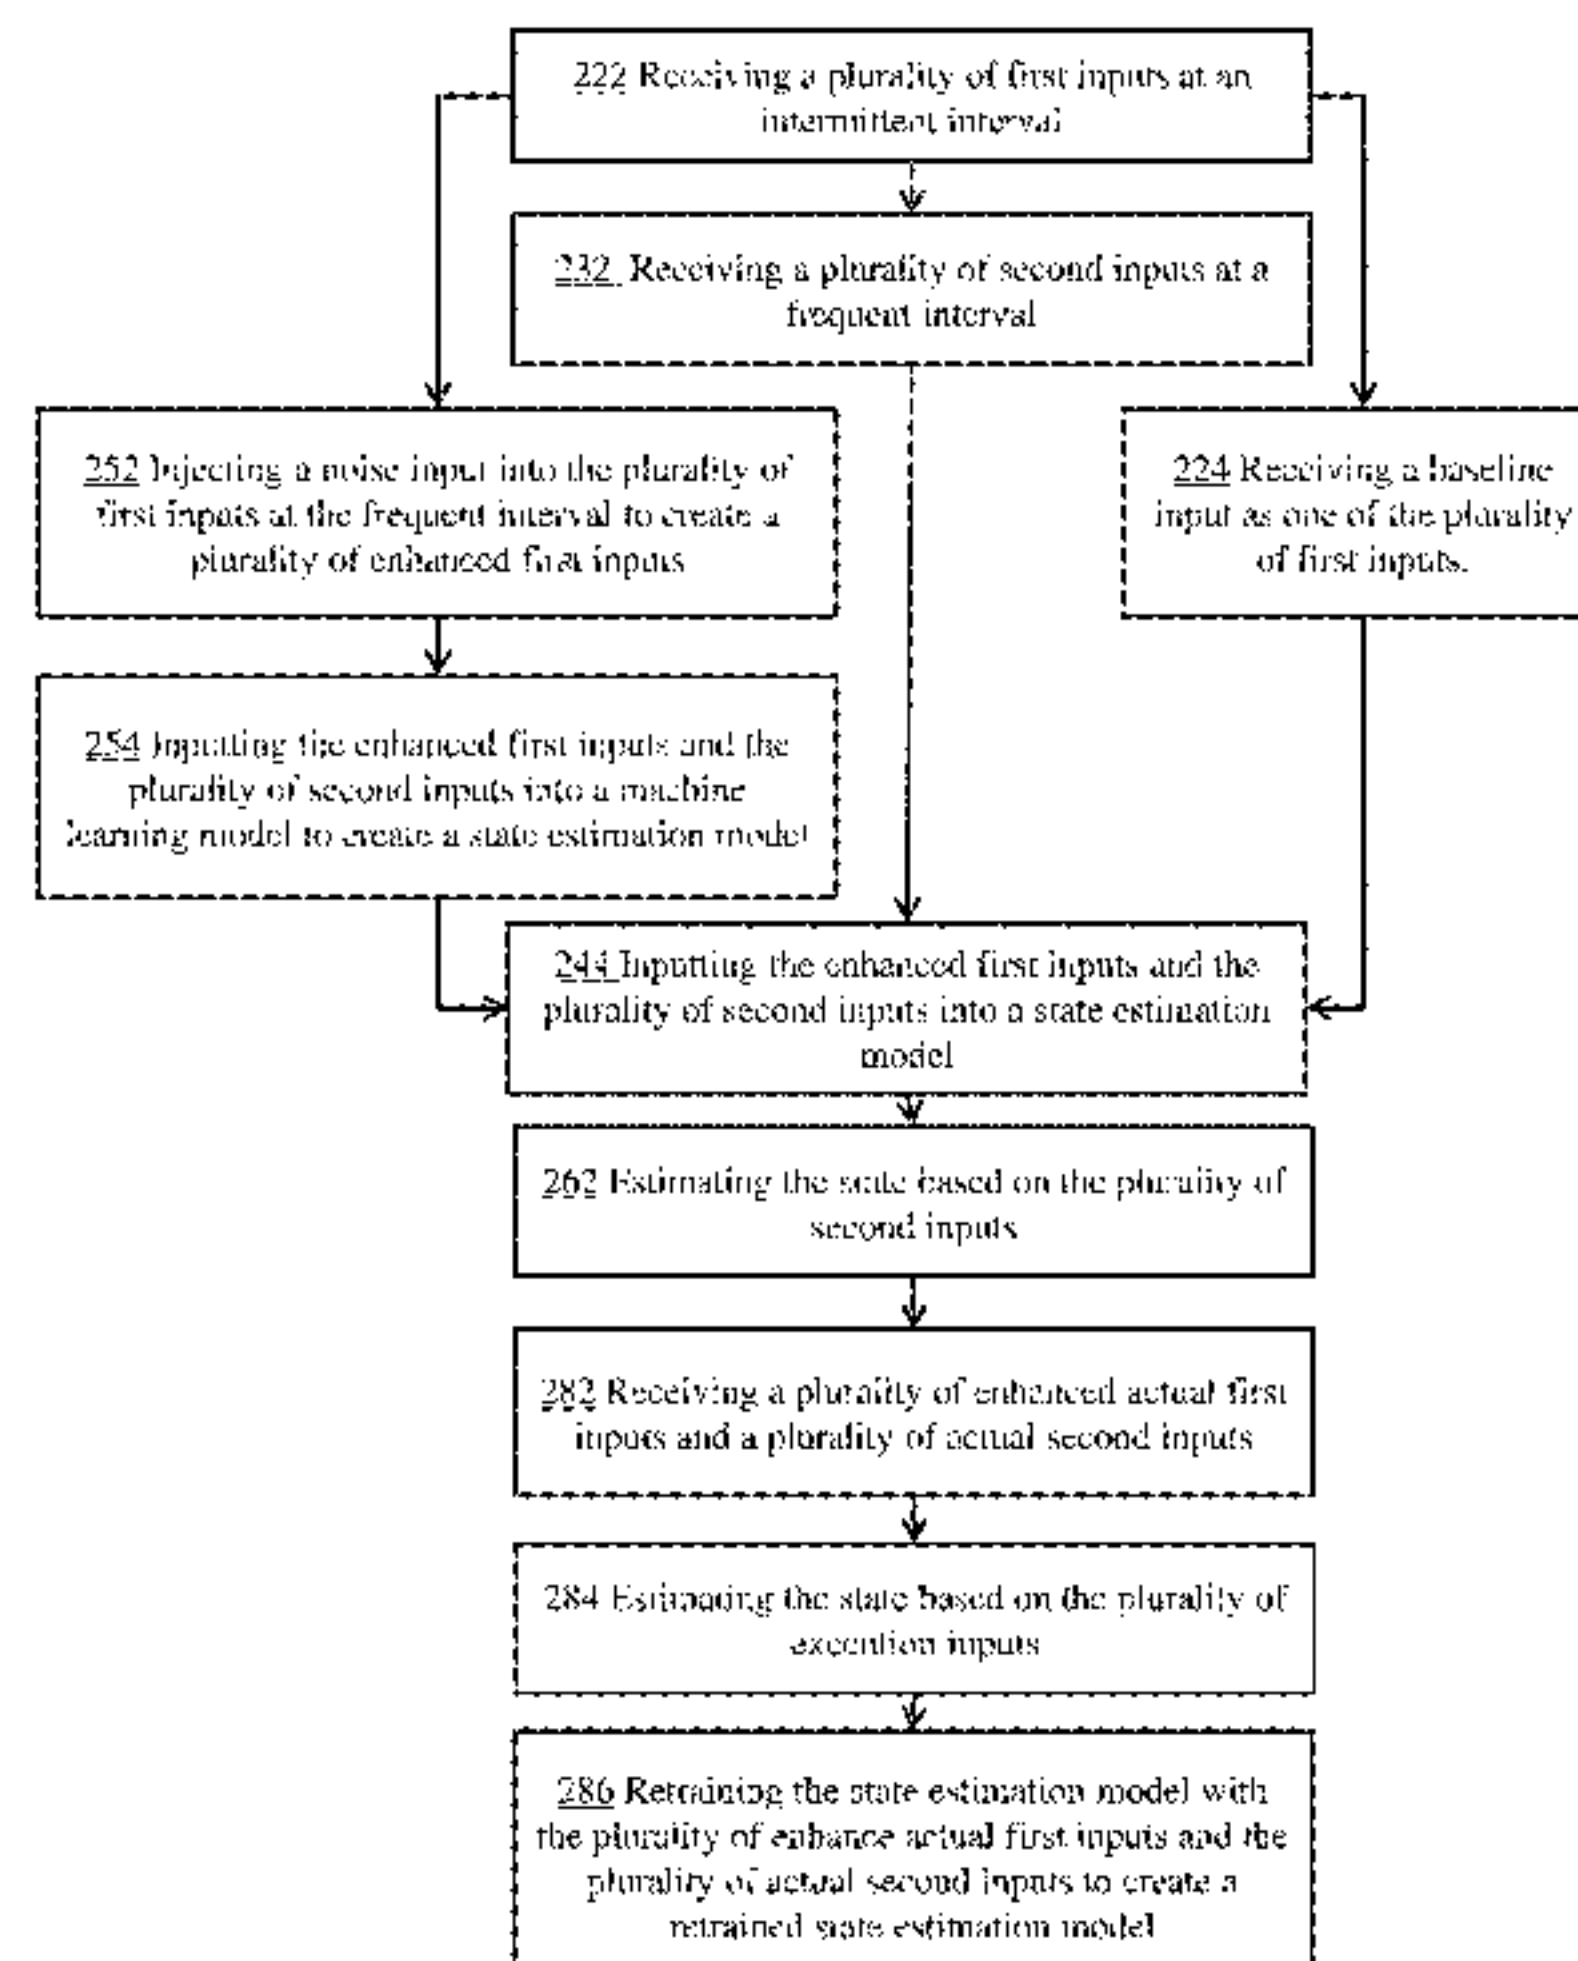 222 Receiving a plurality of first inputs at an
intermittent interval
232 Receiving a plurality of second inputs at a
frequent interval
252 Injecting a noise input into the plurality of
first inputs at the frequent interval to create a
plurality of enhanced first inputs
224 Receiving a baseline
input as one of the plurality
of first inputs.
254 Inputting the enhanced first inputs and the
plurality of second inputs into a machine
learning model to create a state estimation model
244 Inputting the enhanced first inputs and the
plurality of second inputs into a state estimation
model
262 Estimating the state based on the plurality of
second inputs
282 Receiving a plurality of enhanced actual first
inputs and a plurality of actual second inputs
284 Estimating the state based on the plurality of
execution inputs
286 Retraining the state estimation model with
the plurality of enhance actual first inputs and the
plurality of actual second inputs to create a
retrained state estimation model